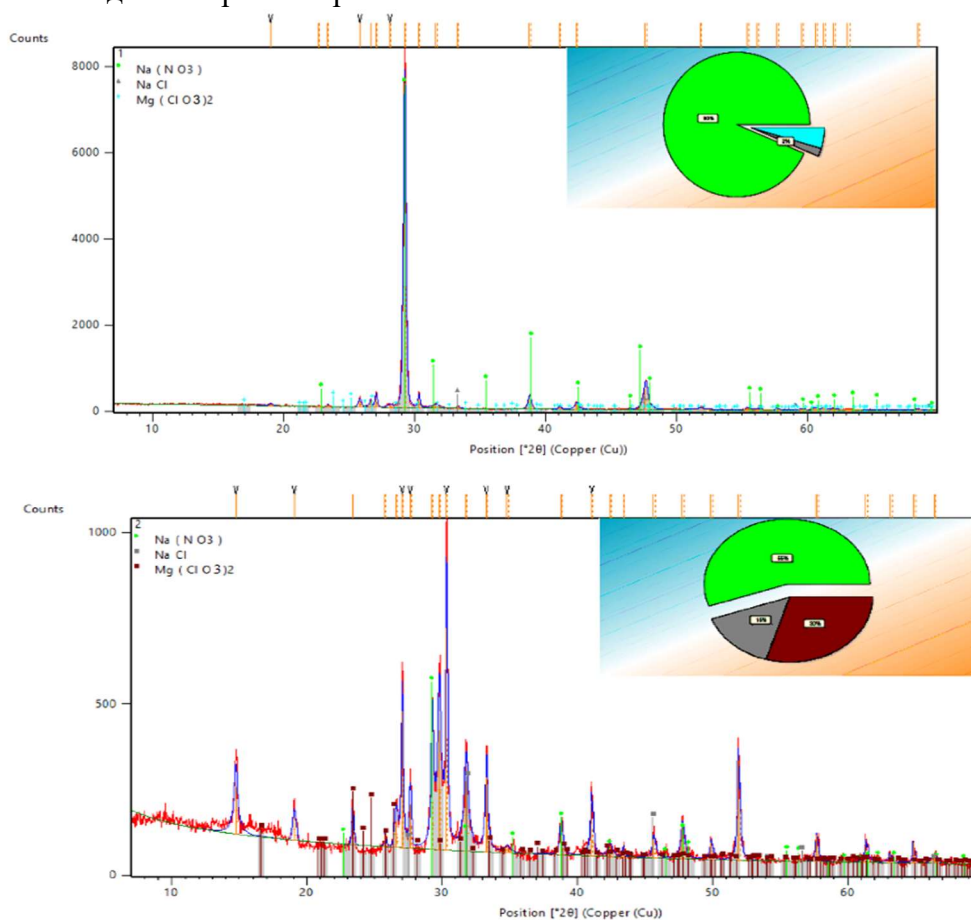 Counts
1
Na ( N O3 )
Na Cl
Mg ( Cl O3 )2
8000
6000
4000
2000
0
10 20 30 40 50 60
Position [°2θ] (Copper (Cu))
Counts
2
Na ( N O3 )
Na Cl
Mg ( Cl O3 )2
1000
500
0
10 20 30 40 50 60
Position [°2θ] (Copper (Cu))